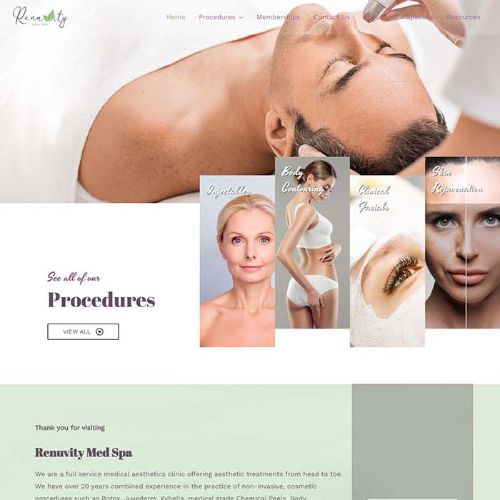 Renuvity
MED SPA
Home Procedures Memberships Contact Us Specials Resources
Injectables
Body
Contouring
Clinical
Facials
Skin
Rejuvenation
See all of our
Procedures
VIEW ALL
Thank you for visiting
Renuvity Med Spa
We are a full service medical aesthetics clinic offering aesthetic treatments from head to toe.
We have over 20 years combined experience in the practice of non-invasive, cosmetic
procedures such as Botox, Juvederm, Kybella, medical grade Chemical Peels, Body